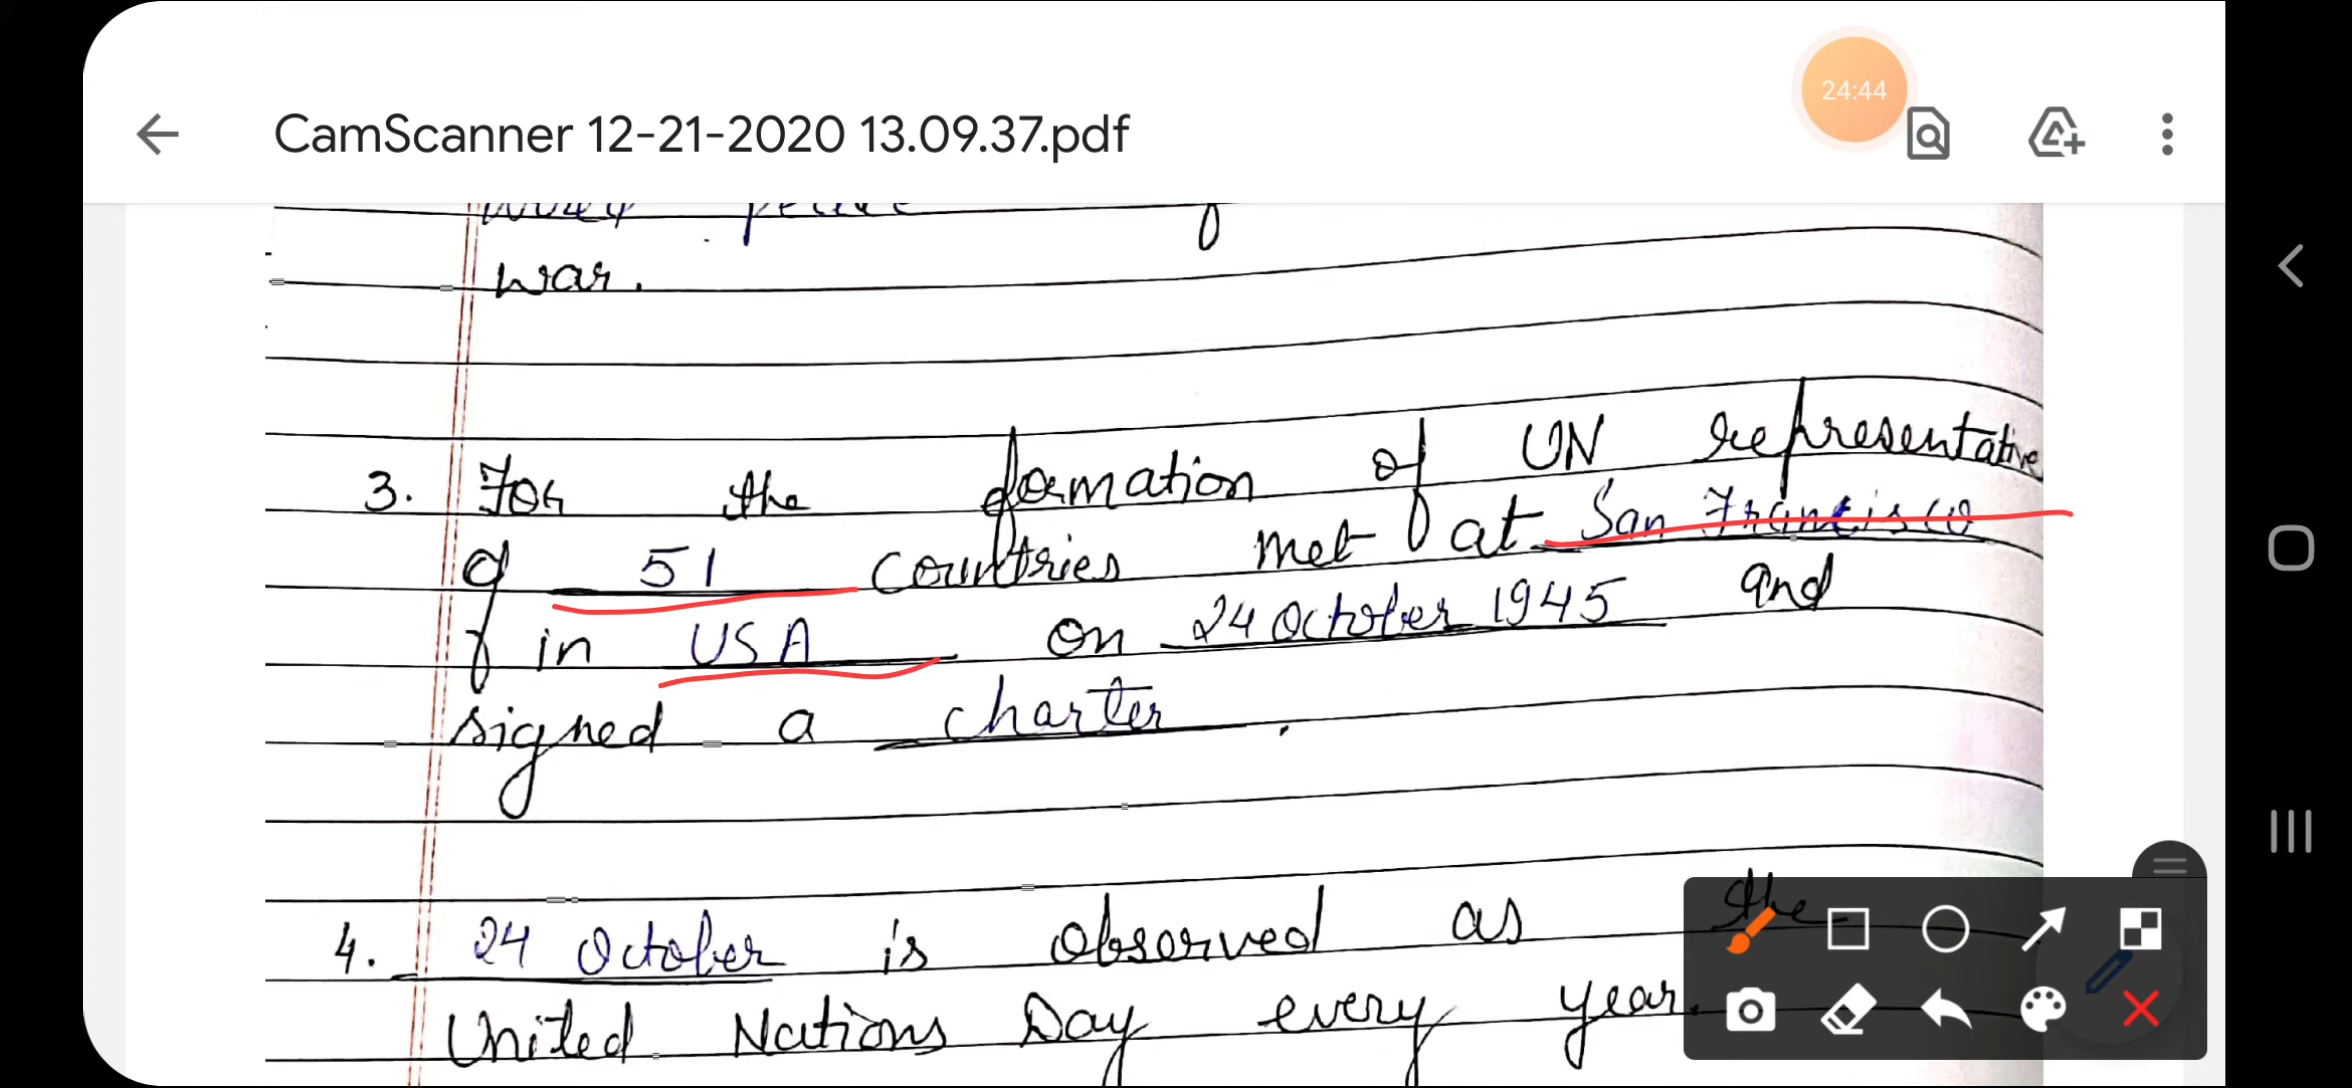 24:44
CamScanner 12-21-2020 13.09.37.pdf
war.
3. For the formation of UN representative
of 51 countries met at San Francisco
in USA on 24 October 1945 and
signed a charter.
4. 24 October is observed as the
United Nations Day every year.